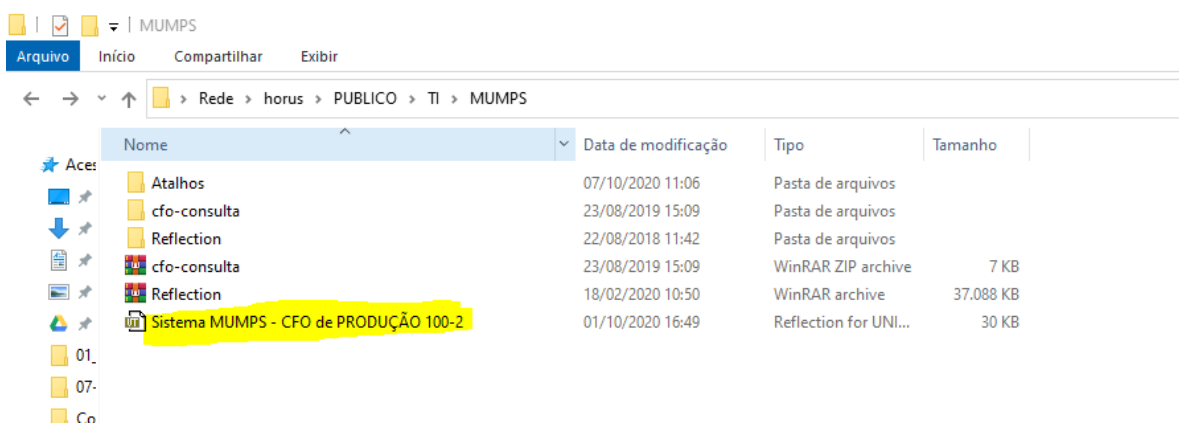 MUMPS
Arquivo Início Compartilhar Exibir
Rede > horus > PUBLICO > TI > MUMPS
Nome Data de modificação Tipo Tamanho
Aces
Atalhos 07/10/2020 11:06 Pasta de arquivos
cfo-consulta 23/08/2019 15:09 Pasta de arquivos
Reflection 22/08/2018 11:42 Pasta de arquivos
cfo-consulta 23/08/2019 15:09 WinRAR ZIP archive 7 KB
Reflection 18/02/2020 10:50 WinRAR archive 37.088 KB
Sistema MUMPS - CFO de PRODUÇÃO 100-2 01/10/2020 16:49 Reflection for UNI... 30 KB
01_
07-
Co